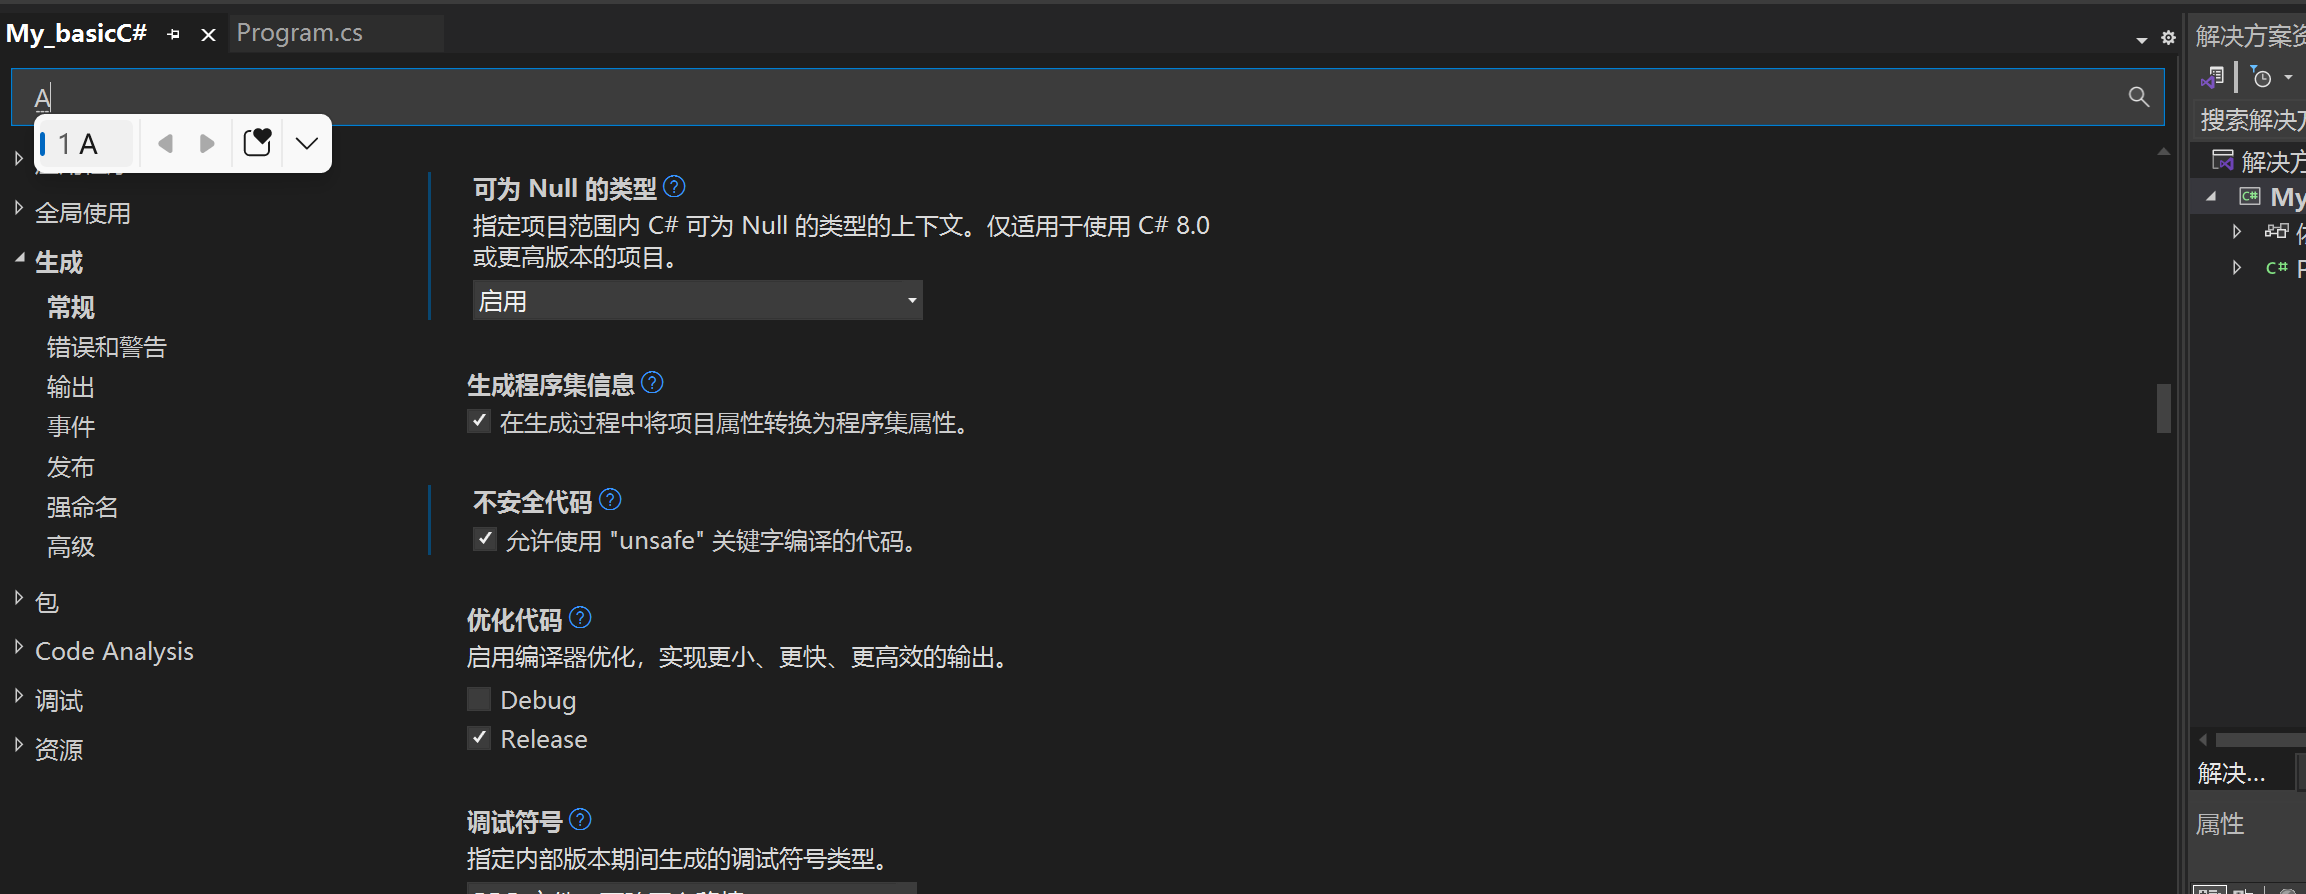 My_basicC#
Program.cs
A
1 A
全局使用
生成
常规
错误和警告
输出
事件
发布
强命名
高级
包
Code Analysis
调试
资源
可为 Null 的类型
指定项目范围内 C# 可为 Null 的类型的上下文。仅适用于使用 C# 8.0
或更高版本的项目。
启用
生成程序集信息
在生成过程中将项目属性转换为程序集属性。
不安全代码
允许使用 "unsafe" 关键字编译的代码。
优化代码
启用编译器优化，实现更小、更快、更高效的输出。
Debug
Release
调试符号
指定内部版本期间生成的调试符号类型。
解决方案
搜索解决方
解决方
My
C#
解决...
属性